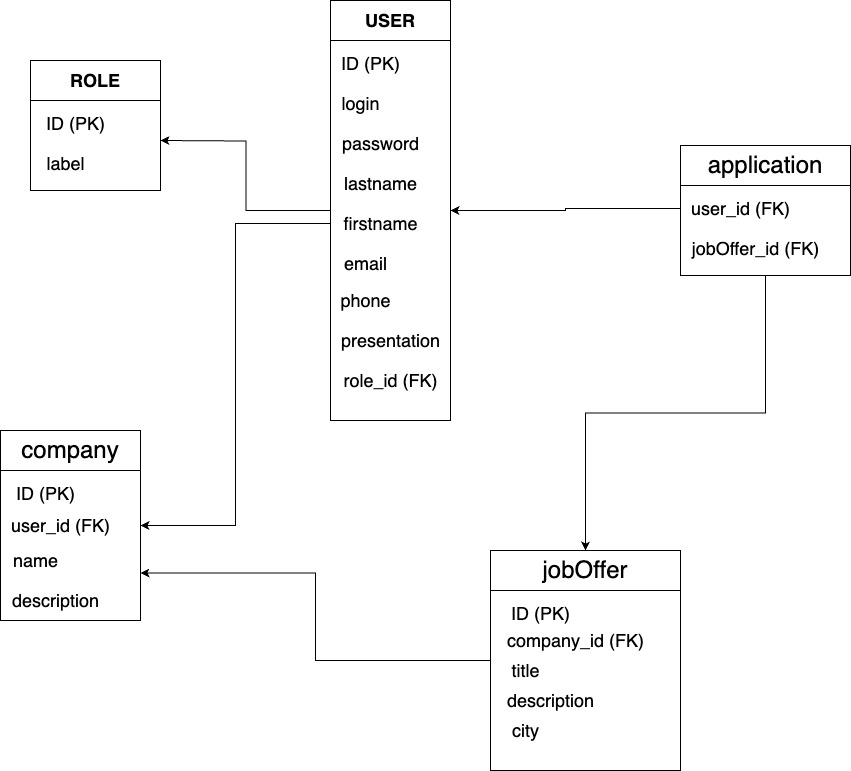 USER
ID (PK)
login
password
lastname
firstname
email
phone
presentation
role_id (FK)
ROLE
ID (PK)
label
application
user_id (FK)
jobOffer_id (FK)
company
ID (PK)
user_id (FK)
name
description
jobOffer
ID (PK)
company_id (FK)
title
description
city